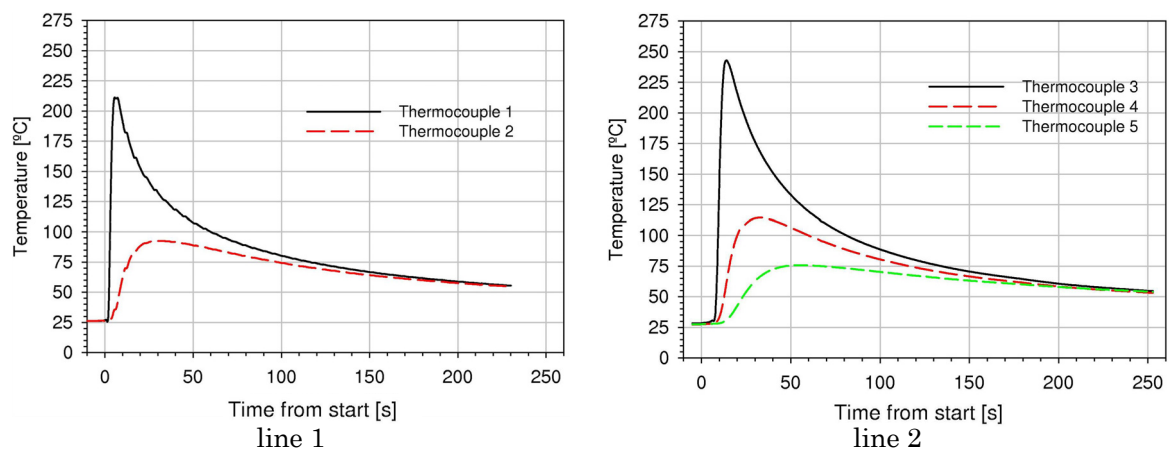 275
250
225
200
175
150
125
100
75
50
25
0
Temperature [ºC]
Thermocouple 1
Thermocouple 2
0 50 100 150 200 250
Time from start [s]
line 1
275
250
225
200
175
150
125
100
75
50
25
0
Temperature [ºC]
Thermocouple 3
Thermocouple 4
Thermocouple 5
0 50 100 150 200 250
Time from start [s]
line 2